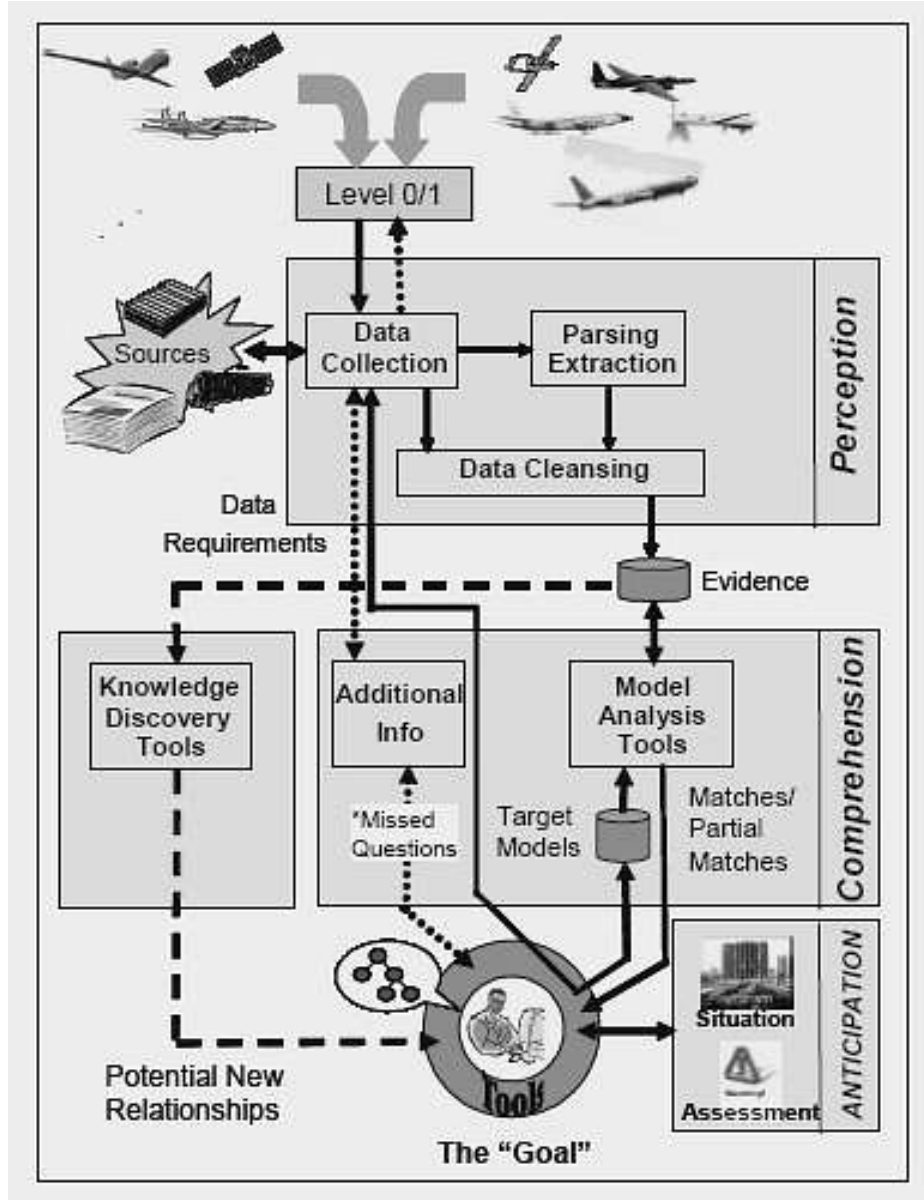 Level 0/1
Sources
Data
Collection
Parsing
Extraction
Data Cleansing
Perception
Data
Requirements
Evidence
Knowledge
Discovery
Tools
Additional
Info
Model
Analysis
Tools
*Missed
Questions
Target
Models
Matches/
Partial
Matches
Comprehension
Situation
Assessment
ANTICIPATION
Tools
Potential New
Relationships
The “Goal”